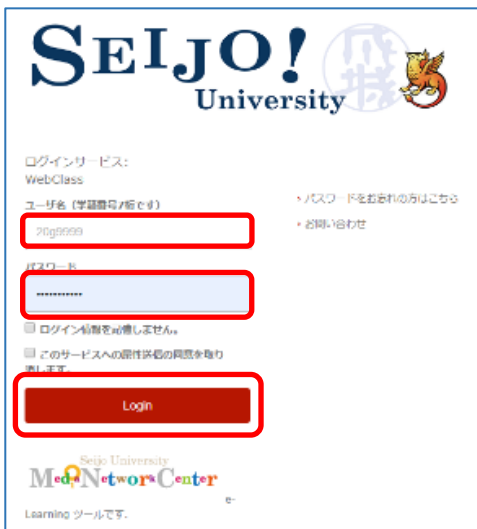 SEIJO!
University
ログインサービス:
WebClass
ユーザ名（学籍番号7桁です）
20g9999
パスワード
•••••••••••
ログイン情報を記憶しません。
このサービスへの属性送信の同意を取り
消します。
Login
› パスワードをお忘れの方はこちら
› お問い合わせ
Seijo University
Media Network Center
e-
Learning ツールです.